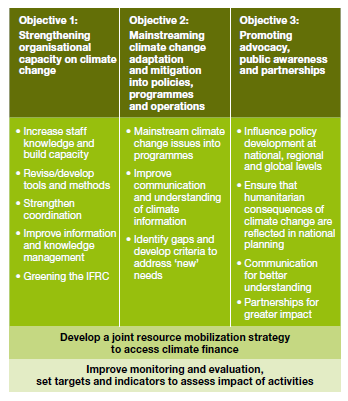 Objective 1:
Strengthening
organisational
capacity on climate
change
Objective 2:
Mainstreaming
climate change
adaptation
and mitigation
into policies,
programmes
and operations
Objective 3:
Promoting
advocacy,
public awareness
and partnerships
• Increase staff
knowledge and
build capacity
• Revise/develop
tools and methods
• Strengthen
coordination
• Improve information
and knowledge
management
• Greening the IFRC
• Mainstream climate
change issues into
programmes
• Improve
communication
and understanding
of climate
information
• Identify gaps and
develop criteria to
address ‘new’
needs
• Influence policy
development at
national, regional
and global levels
• Ensure that
humanitarian
consequences of
climate change are
reflected in national
planning
• Communication
for better
understanding
• Partnerships for
greater impact
Develop a joint resource mobilization strategy
to access climate finance
Improve monitoring and evaluation,
set targets and indicators to assess impact of activities